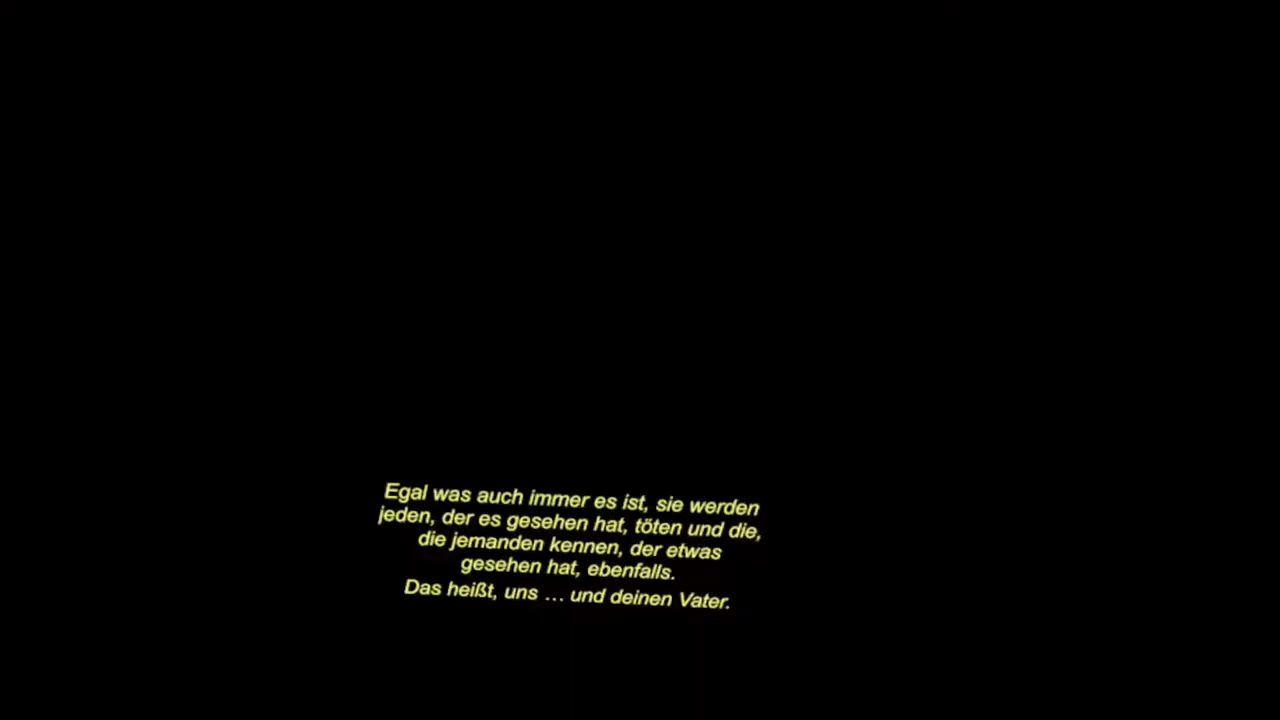 Egal was auch immer es ist, sie werden
jeden, der es gesehen hat, töten und die,
die jemanden kennen, der etwas
gesehen hat, ebenfalls.
Das heißt, uns … und deinen Vater.